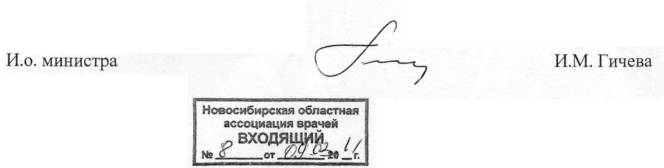 И.о. министра И.М. Гичева
Новосибирская областная
ассоциация врачей
ВХОДЯЩИЙ
№ 8 от 09.02 20 11 г.